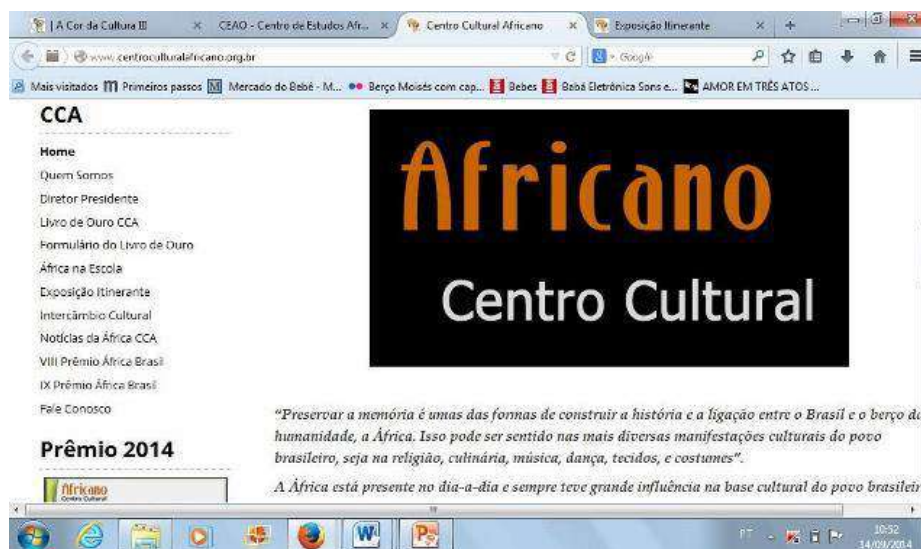 | A Cor da Cultura III
CEAO - Centro de Estudos Afr...
Centro Cultural Africano
Exposição Itinerante
www.centroculturalafricano.org.br
Google
Mais visitados
Primeiros passos
Mercado do Bebê - M...
Berço Moisés com cap...
Bebes
Babá Eletrônica Sons e...
AMOR EM TRÊS ATOS ...
CCA
Home
Quem Somos
Diretor Presidente
Livro de Ouro CCA
Formulário do Livro de Ouro
África na Escola
Exposição Itinerante
Intercâmbio Cultural
Notícias da África CCA
VIII Prêmio África Brasil
IX Prêmio África Brasil
Fale Conosco
Prêmio 2014
Africano
Centro Cultural
Africano
Centro Cultural
“Preservar a memória é umas das formas de construir a história e a ligação entre o Brasil e o berço da
humanidade, a África. Isso pode ser sentido nas mais diversas manifestações culturais do povo
brasileiro, seja na religião, culinária, música, dança, tecidos, e costumes”.
A África está presente no dia-a-dia e sempre teve grande influência na base cultural do povo brasileir
PT
10:52
14/09/2014